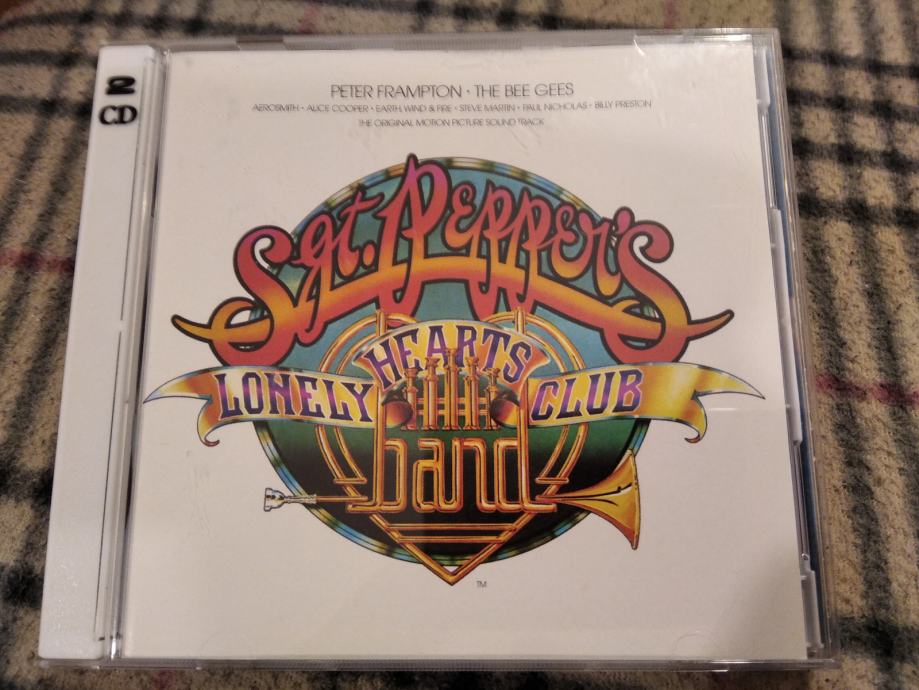 2
CD
PETER FRAMPTON • THE BEE GEES
AEROSMITH • ALICE COOPER • EARTH, WIND & FIRE • STEVE MARTIN • PAUL NICHOLAS • BILLY PRESTON
THE ORIGINAL MOTION PICTURE SOUND TRACK
Sgt. Pepper's
LONELY HEARTS CLUB
band
TM